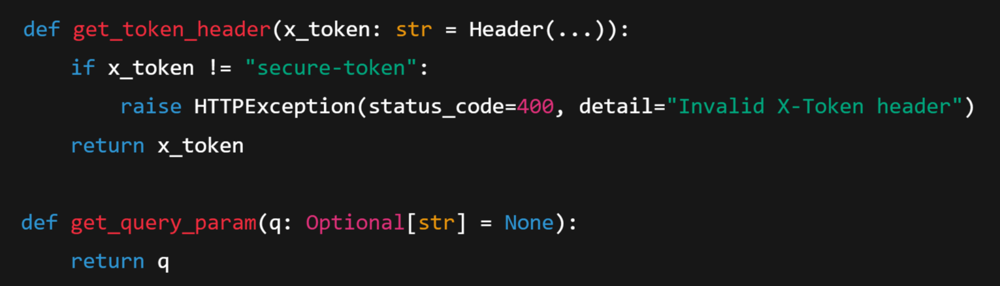 def get_token_header(x_token: str = Header(...)):
    if x_token != "secure-token":
        raise HTTPException(status_code=400, detail="Invalid X-Token header")
    return x_token

def get_query_param(q: Optional[str] = None):
    return q